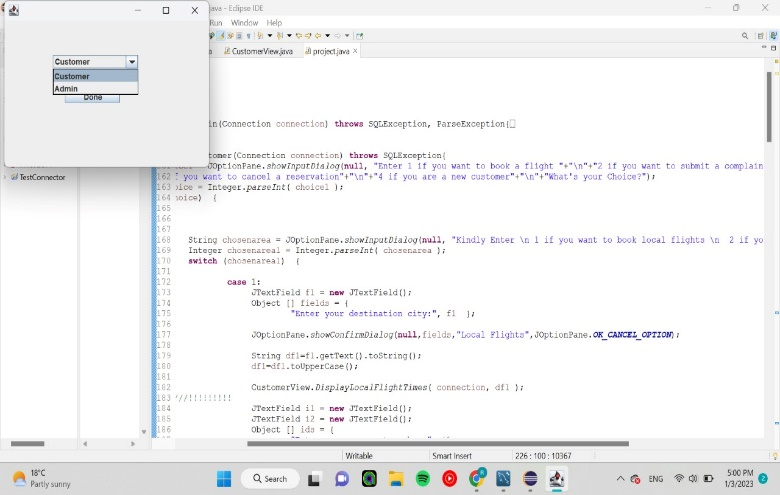 ava - Eclipse IDE
Run Window Help
CustomerView.java project.java
Customer
Customer
Admin
Done
TestConnector
in(Connection connection) throws SQLException, ParseException{
tomer(Connection connection) throws SQLException{
JOptionPane.showInputDialog(null, "Enter 1 if you want to book a flight "+"\n"+"2 if you want to submit a complain
162 f you want to cancel a reservation"+"\n"+"4 if you are a new customer"+"\n"+"What's your Choice?");
163 oice = Integer.parseInt( choice1 );
164 hoice) {
165
166
167
168 String chosenarea = JOptionPane.showInputDialog(null, "Kindly Enter \n 1 if you want to book local flights \n 2 if yo
169 Integer chosenarea1 = Integer.parseInt( chosenarea );
170 switch (chosenarea1) {
171
172 case 1:
173 JTextField f1 = new JTextField();
174 Object [] fields = {
175 "Enter your destination city:", f1 };
176
177 JOptionPane.showConfirmDialog(null,fields,"Local Flights",JOptionPane.OK_CANCEL_OPTION);
178
179 String df1=f1.getText().toString();
180 df1=df1.toUpperCase();
181
182 CustomerView.DisplayLocalFlightTimes( connection, df1 );
183 //!!!!!!!!!
184 JTextField i1 = new JTextField();
185 JTextField i2 = new JTextField();
186 Object [] ids = {
Writable Smart Insert 226 : 100 : 10367
18°C
Partly sunny
Search
ENG
5:00 PM
1/3/2023
2